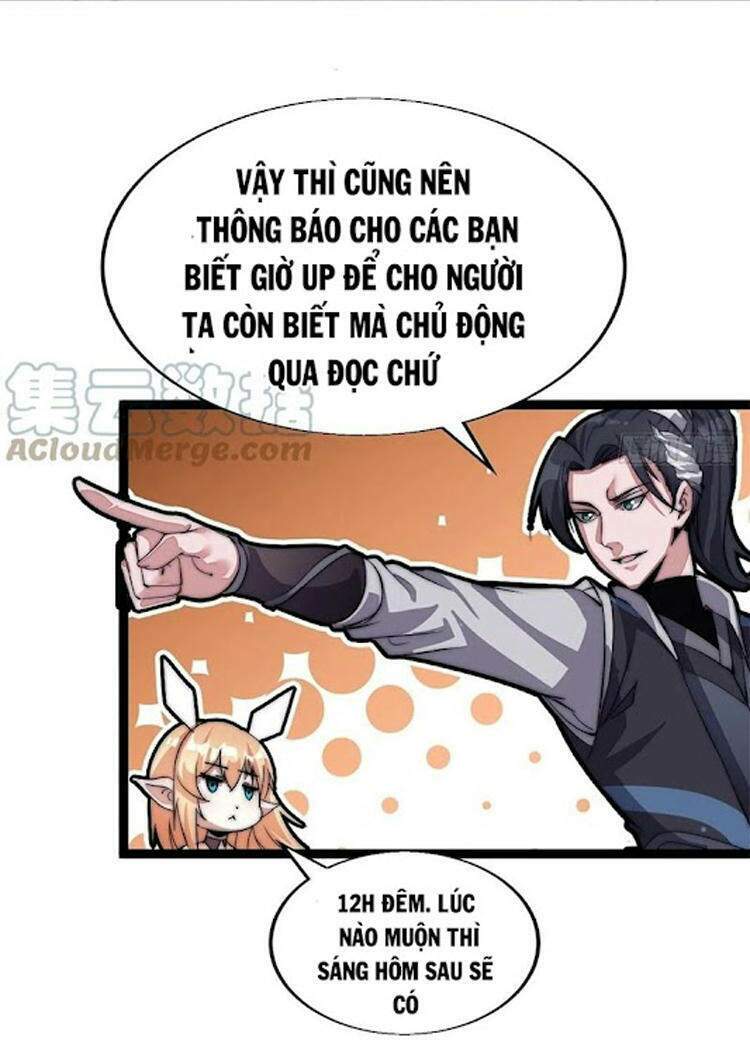 VẬY THÌ CŨNG NÊN
THÔNG BÁO CHO CÁC BẠN
BIẾT GIỜ UP ĐỂ CHO NGƯỜI
TA CÒN BIẾT MÀ CHỦ ĐỘNG
QUA ĐỌC CHỨ
集云数据
ACloudMerge.com
12H ĐÊM. LÚC
NÀO MUỘN THÌ
SÁNG HÔM SAU SẼ
CÓ